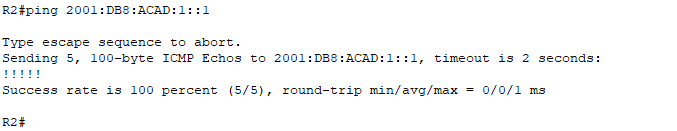 R2#ping 2001:DB8:ACAD:1::1
Type escape sequence to abort.
Sending 5, 100-byte ICMP Echos to 2001:DB8:ACAD:1::1, timeout is 2 seconds:
!!!!!
Success rate is 100 percent (5/5), round-trip min/avg/max = 0/0/1 ms
R2#